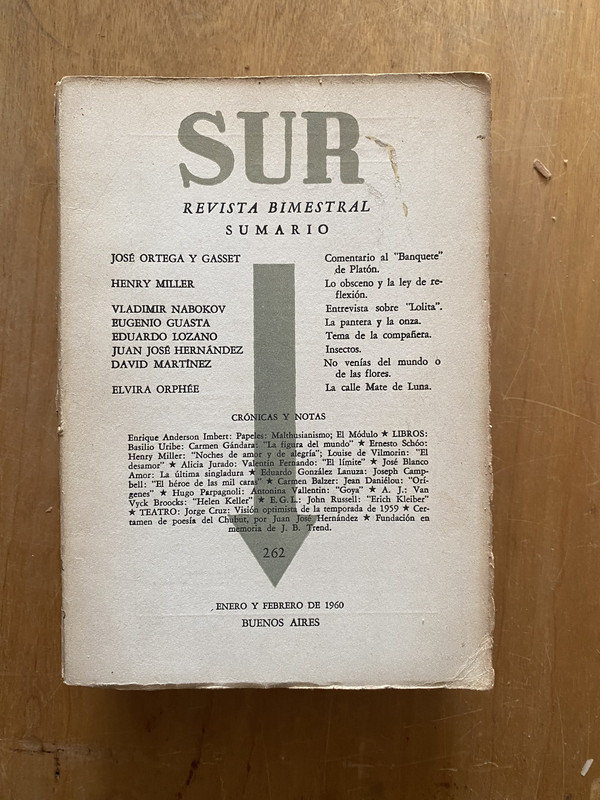 SUR
REVISTA BIMESTRAL
SUMARIO
JOSÉ ORTEGA Y GASSET Comentario al "Banquete"
de Platón.
HENRY MILLER Lo obsceno y la ley de re-
flexión.
VLADIMIR NABOKOV Entrevista sobre "Lolita".
EUGENIO GUASTA La pantera y la onza.
EDUARDO LOZANO Tema de la compañera.
JUAN JOSÉ HERNÁNDEZ Insectos.
DAVID MARTÍNEZ No venías del mundo o
de las flores.
ELVIRA ORPHÉE La calle Mate de Luna.
CRÓNICAS Y NOTAS
Enrique Anderson Imbert: Papeles: Malthusianismo; El Módulo ★ LIBROS:
Basilio Uribe: Carmen Gándara: "La figura del mundo" ★ Ernesto Schóo:
Henry Miller: "Noches de amor y de alegría"; Louise de Vilmorin: "El
desamor" ★ Alicia Jurado: Valentín Fernando: "El límite" ★ José Blanco
Amor: La última singladura ★ Eduardo González Lanuza: Joseph Camp-
bell: "El héroe de las mil caras" ★ Carmen Balzer: Jean Daniélou: "Orí-
genes" ★ Hugo Parpagnoli: Antonina Vallentin: "Goya" ★ A. J.: Van
Vyck Broocks: "Helen Keller" ★ E. G. L.: John Russell: "Erich Kleiber"
★ TEATRO: Jorge Cruz: Visión optimista de la temporada de 1959 ★ Cer-
tamen de poesía del Chubut, por Juan José Hernández ★ Fundación en
memoria de J. B. Trend.
262
ENERO Y FEBRERO DE 1960
BUENOS AIRES